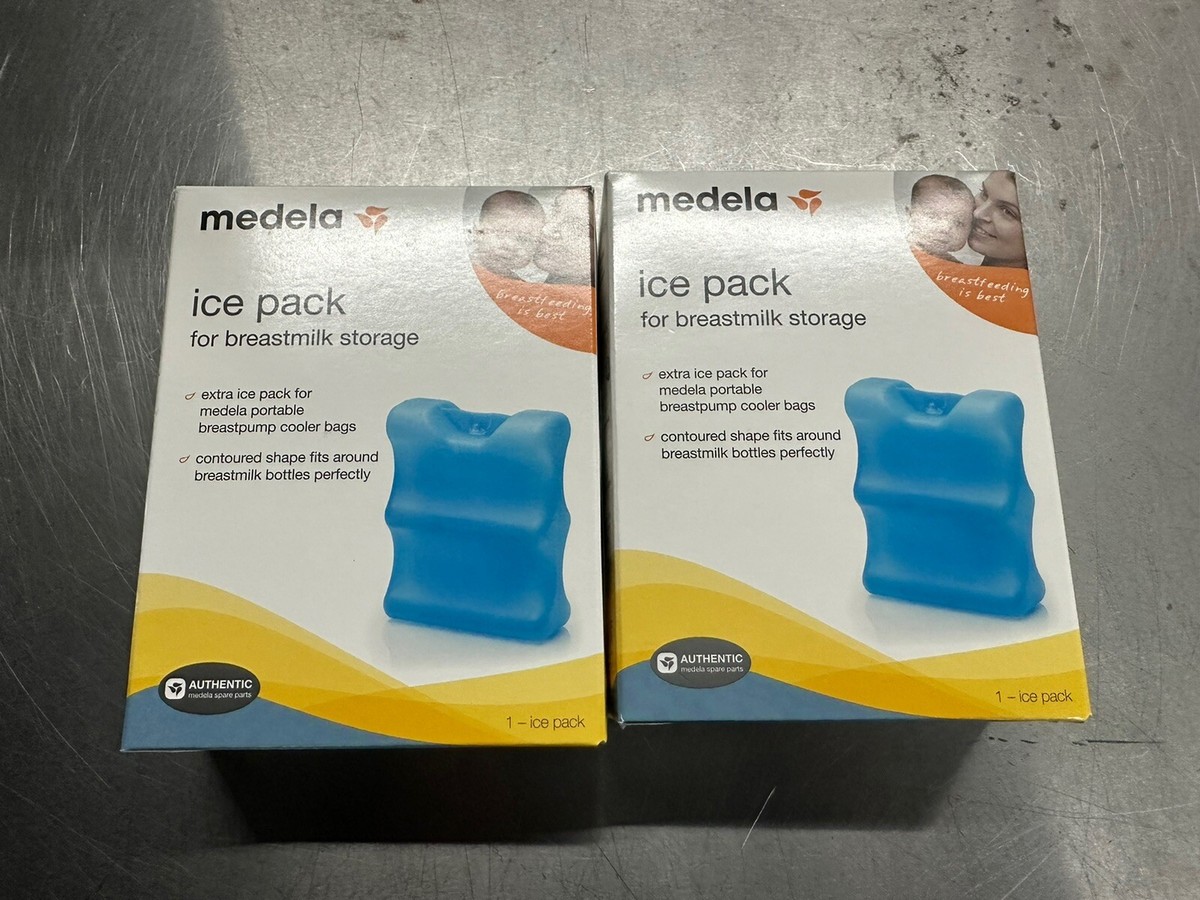 medela
ice pack
for breastmilk storage
extra ice pack for
medela portable
breastpump cooler bags
contoured shape fits around
breastmilk bottles perfectly
breastfeeding
is best
AUTHENTIC
medela spare parts
1 – ice pack
medela
ice pack
for breastmilk storage
extra ice pack for
medela portable
breastpump cooler bags
contoured shape fits around
breastmilk bottles perfectly
breastfeeding
is best
AUTHENTIC
medela spare parts
1 – ice pack